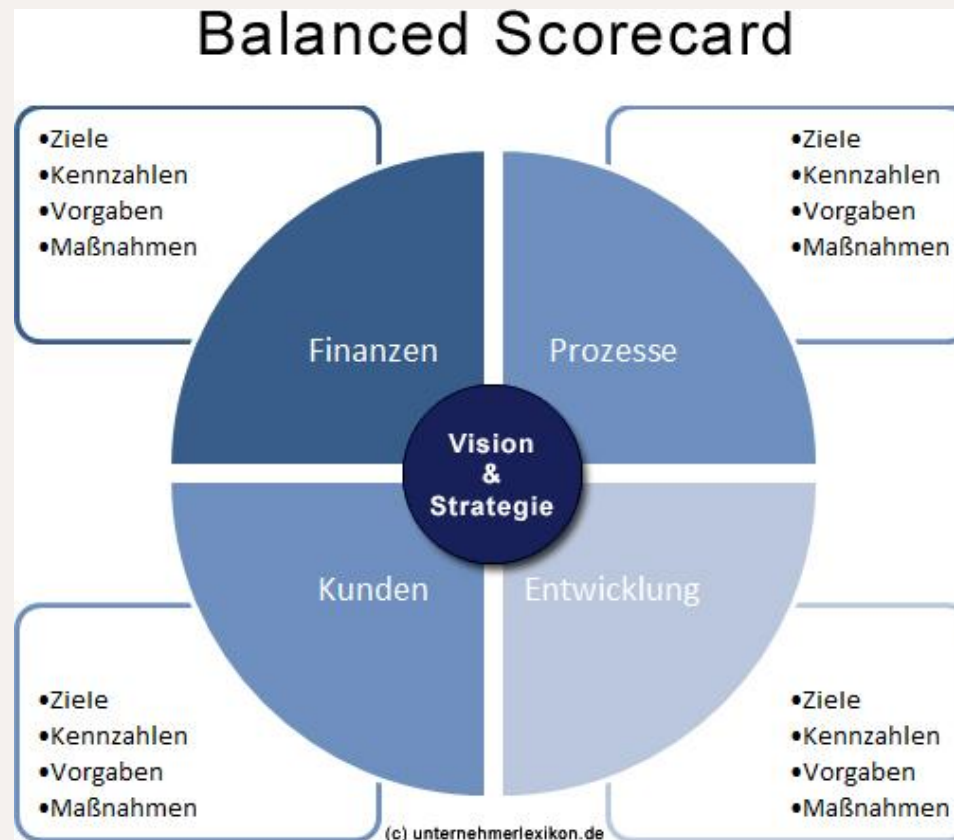 Balanced Scorecard
•Ziele
•Kennzahlen
•Vorgaben
•Maßnahmen
•Ziele
•Kennzahlen
•Vorgaben
•Maßnahmen
Finanzen
Prozesse
Vision
&
Strategie
Kunden
Entwicklung
•Ziele
•Kennzahlen
•Vorgaben
•Maßnahmen
•Ziele
•Kennzahlen
•Vorgaben
•Maßnahmen
(c) unternehmerlexikon.de